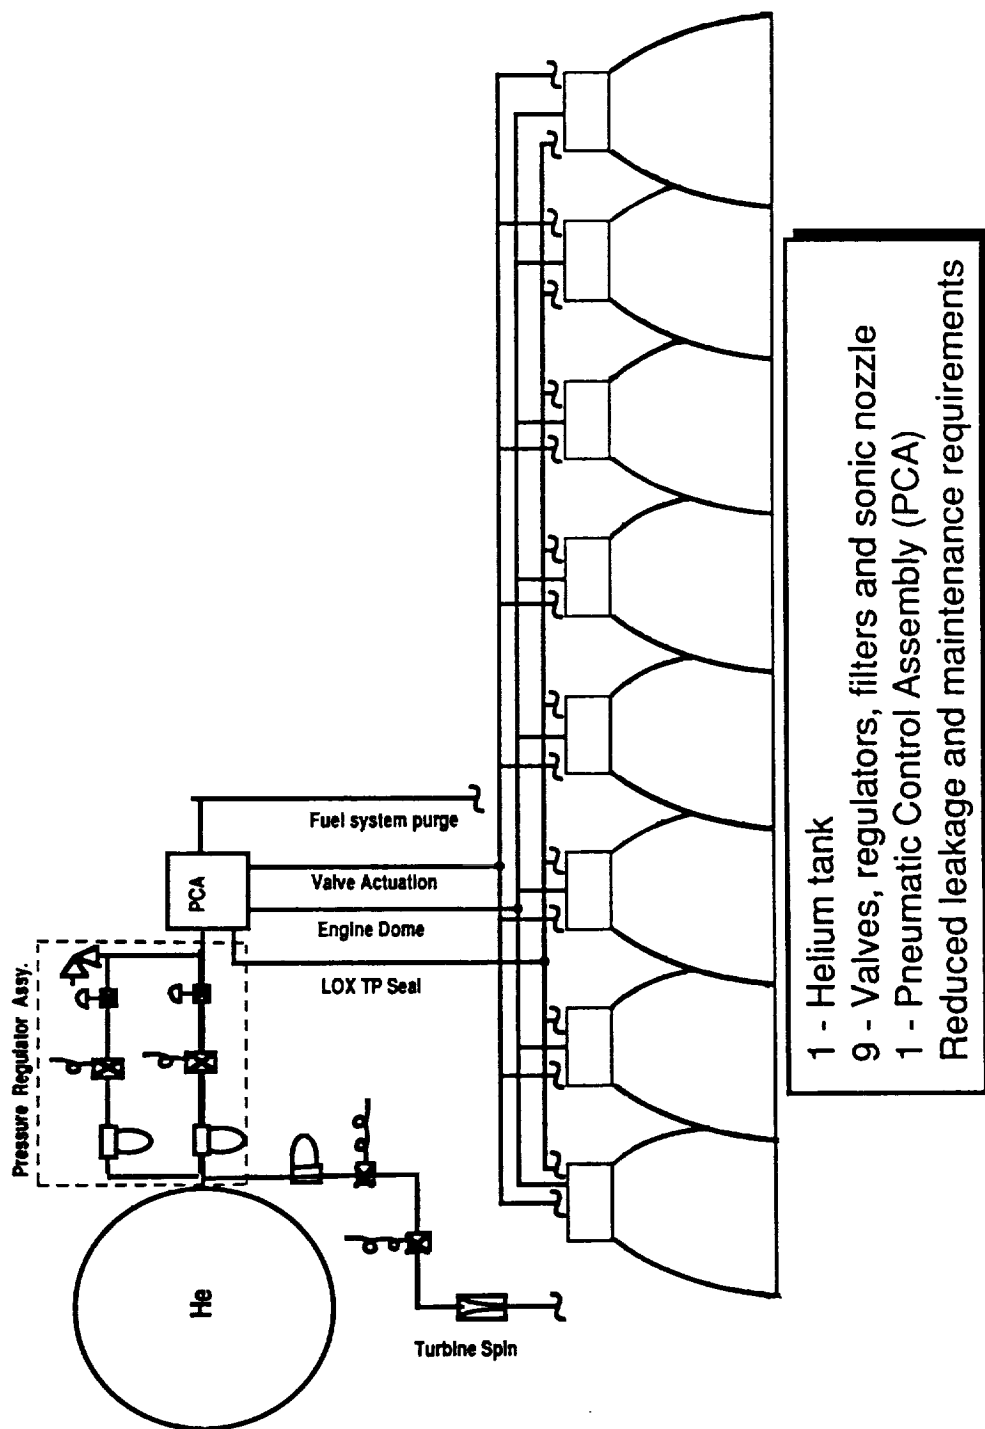 Pressure Regulator Assy.
He
PCA
Fuel system purge
Valve Actuation
Engine Dome
LOX TP Seal
Turbine Spin
1 - Helium tank
9 - Valves, regulators, filters and sonic nozzle
1 - Pneumatic Control Assembly (PCA)
Reduced leakage and maintenance requirements